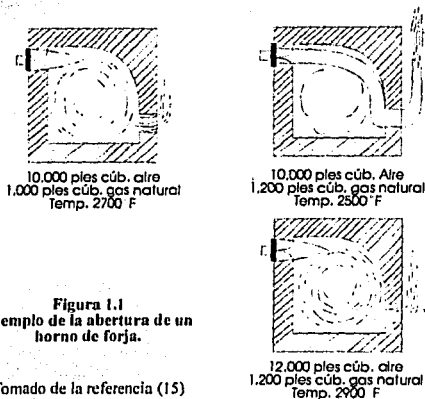 10,000 pies cúb. aire
1,000 pies cúb. gas natural
Temp. 2700 F
10,000 pies cúb. Aire
1,200 pies cúb. gas natural
Temp. 2500 °F
Figura 1.1
emplo de la abertura de un
horno de forja.
Tomado de la referencia (15)
12,000 pies cúb. aire
1,200 pies cúb. gas natural
Temp. 2900 °F